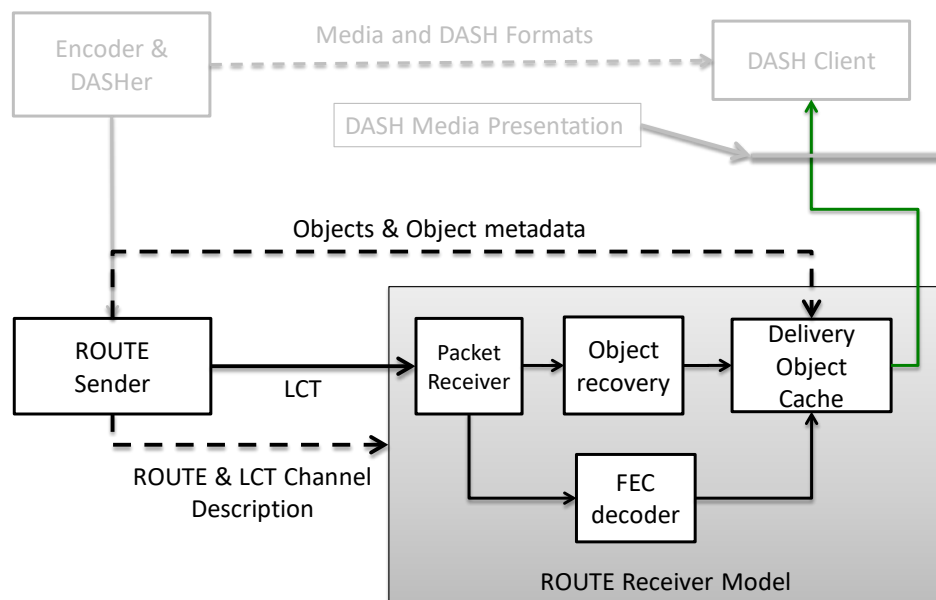 Encoder &
DASHer
Media and DASH Formats
DASH Client
DASH Media Presentation
Objects & Object metadata
ROUTE
Sender
LCT
Packet
Receiver
Object
recovery
Delivery
Object
Cache
ROUTE & LCT Channel
Description
FEC
decoder
ROUTE Receiver Model